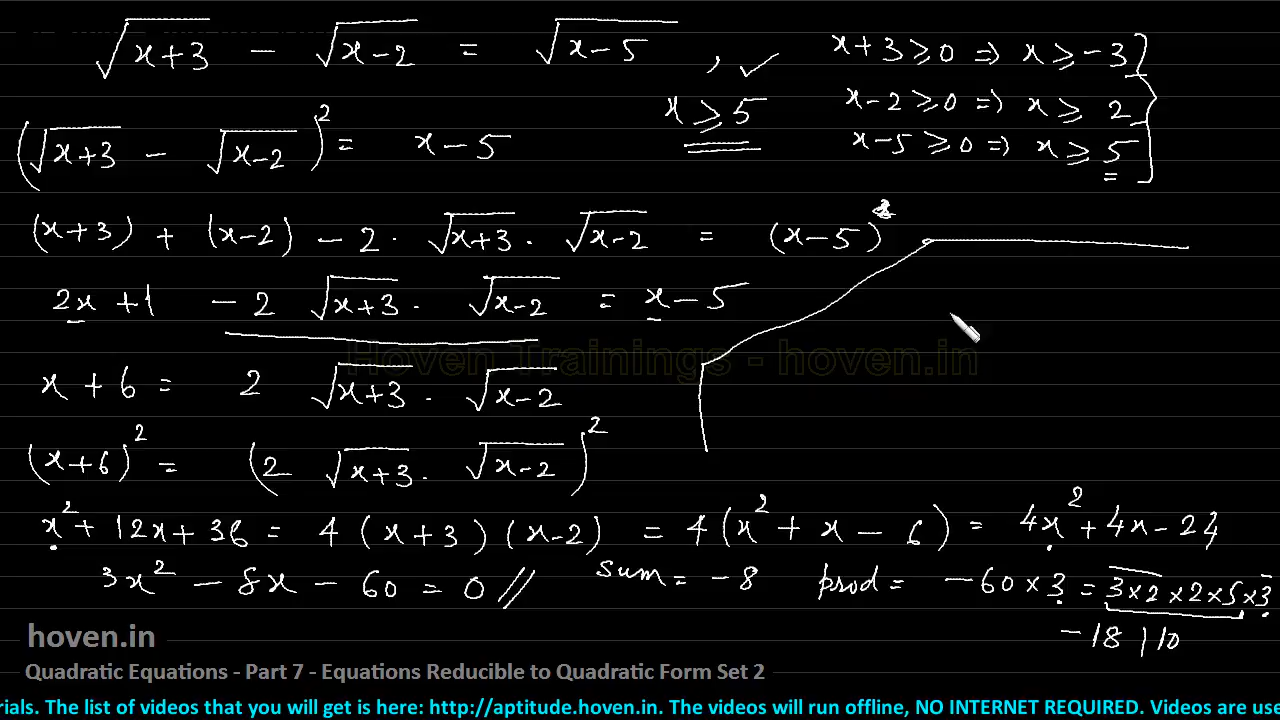 √(x+3) − √(x−2) = √(x−5) , ✓
x+3 ⩾ 0 ⇒ x ⩾ −3
x−2 ⩾ 0 ⇒ x ⩾ 2
x−5 ⩾ 0 ⇒ x ⩾ 5
x ⩾ 5
(√(x+3) − √(x−2))² = x−5
(x+3) + (x−2) − 2· √(x+3) · √(x−2) = (x−5)
2x + 1 − 2 √(x+3) · √(x−2) = x−5
Hoven Trainings - hoven.in
x + 6 = 2 √(x+3) · √(x−2)
(x+6)² = (2 √(x+3) · √(x−2))²
x² + 12x + 36 = 4 (x+3) (x−2) = 4(x² + x − 6) = 4x² + 4x − 24
3x² − 8x − 60 = 0 // sum = −8 prod = −60 × 3 = 3×2×2×5×3
−18 | 10
hoven.in
Quadratic Equations - Part 7 - Equations Reducible to Quadratic Form Set 2
rials. The list of videos that you will get is here: http://aptitude.hoven.in. The videos will run offline, NO INTERNET REQUIRED. Videos are use